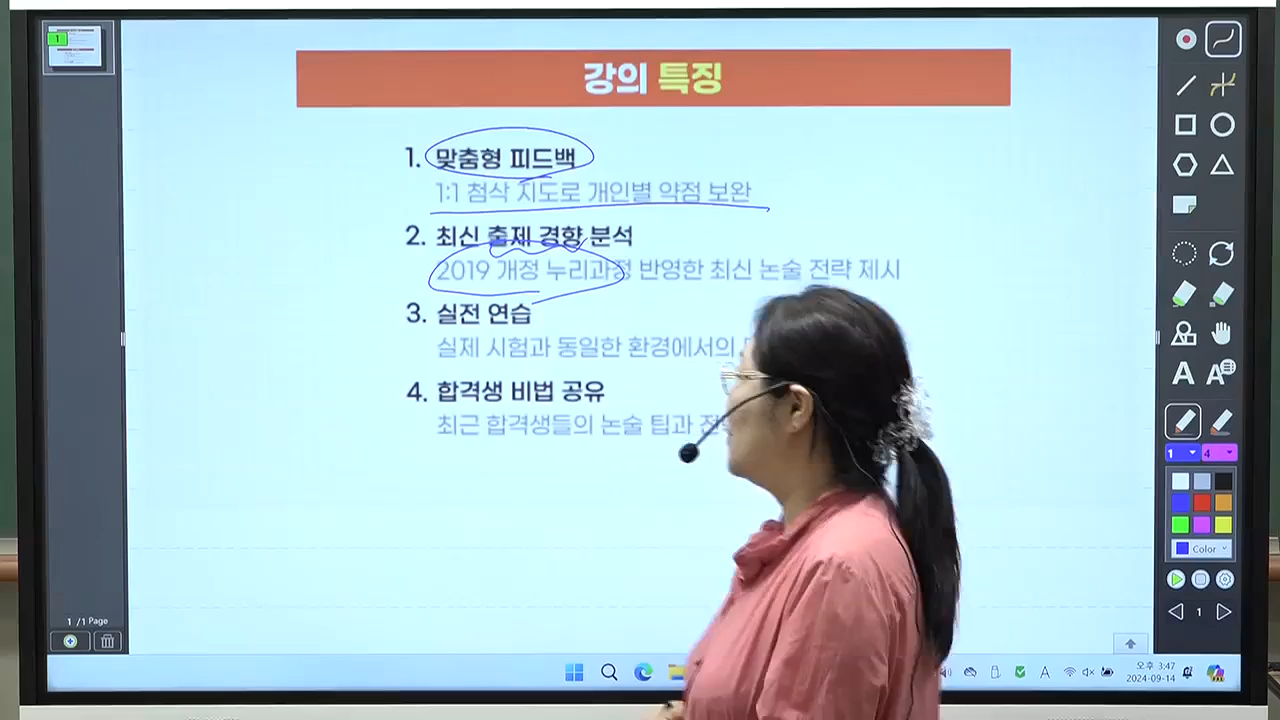 1
강의 특징
1. 맞춤형 피드백
1:1 첨삭 지도로 개인별 약점 보완
2. 최신 출제 경향 분석
2019 개정 누리과정 반영한 최신 논술 전략 제시
3. 실전 연습
실제 시험과 동일한 환경에서의
4. 합격생 비법 공유
최근 합격생들의 논술 팁과
A
A
1
4
Color
1
1 /1 Page
A
오후 3:47
2024-09-14